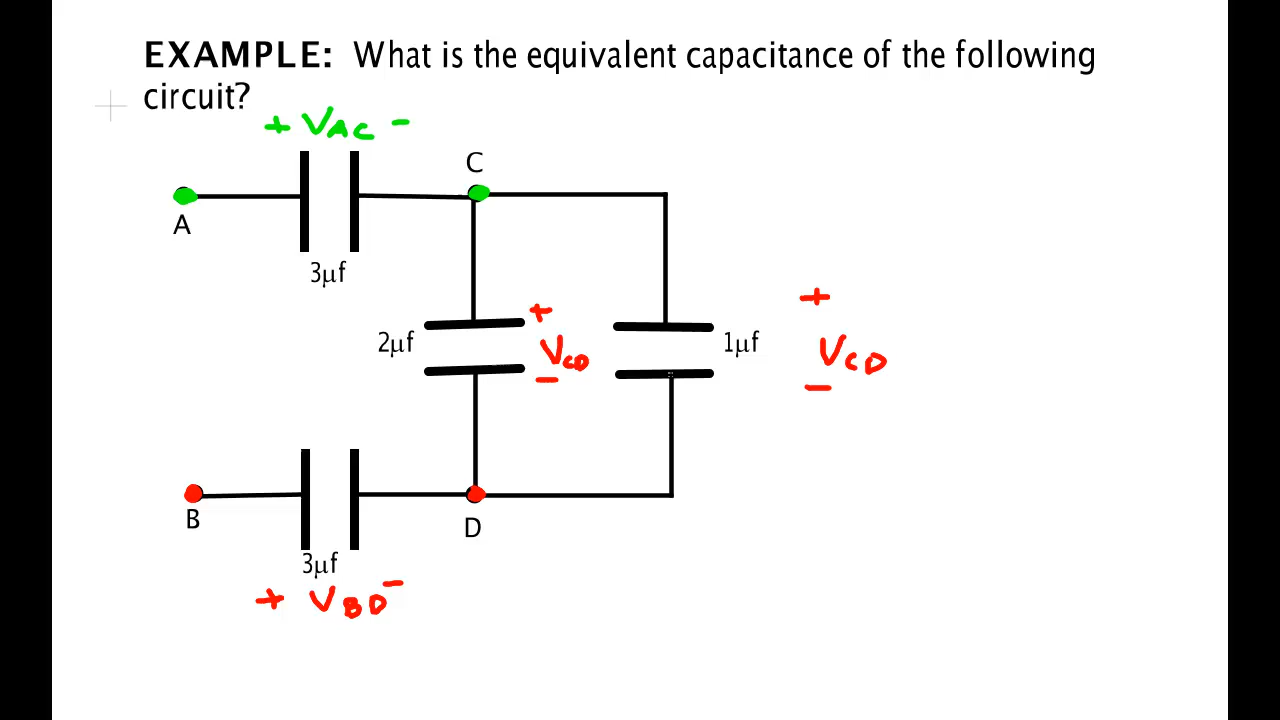 EXAMPLE: What is the equivalent capacitance of the following
circuit?
+ VAC -
C
A
3μf
+
+
2μf
VCD
1μf
VCD
-
-
B
D
3μf
+ VBD -